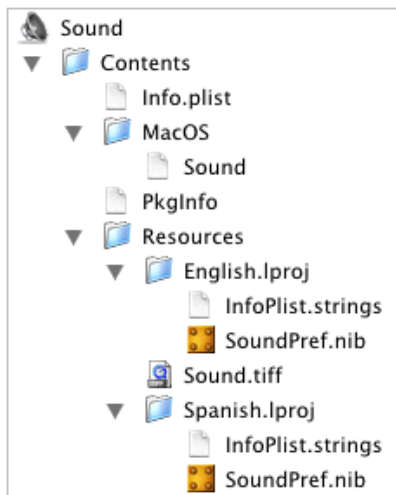 Sound
Contents
Info.plist
MacOS
Sound
PkgInfo
Resources
English.lproj
InfoPlist.strings
SoundPref.nib
Sound.tiff
Spanish.lproj
InfoPlist.strings
SoundPref.nib